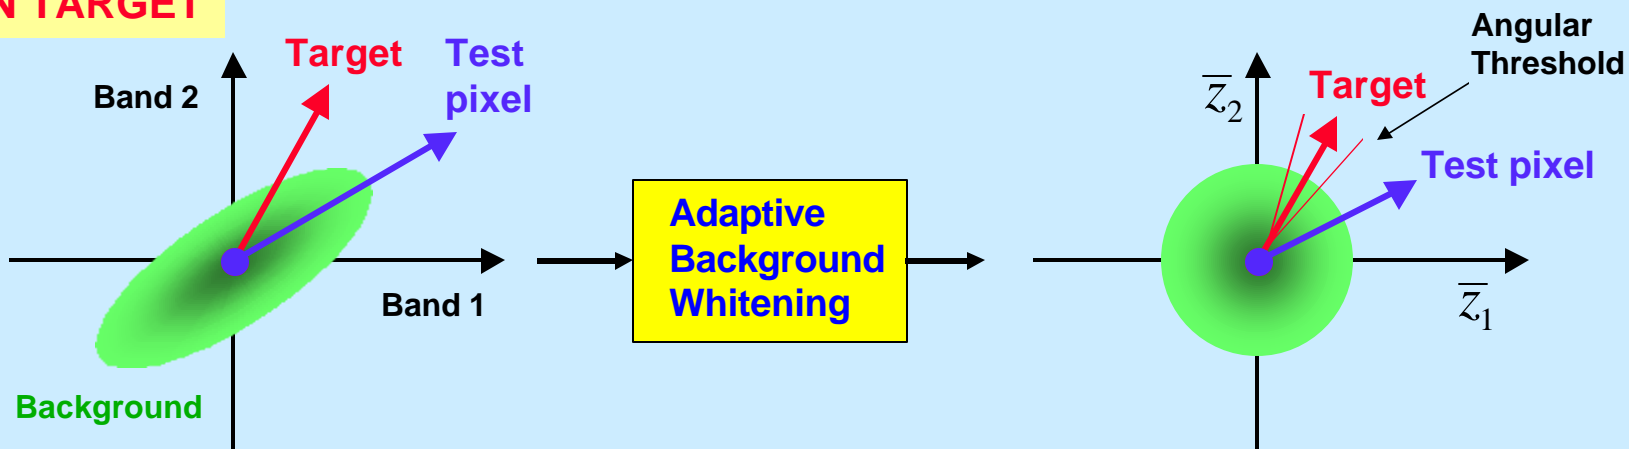 N TARGET
Target
Test
pixel
Band 2
Band 1
Background
Adaptive
Background
Whitening
Angular
Threshold
z̅₂
Target
Test pixel
z̅₁